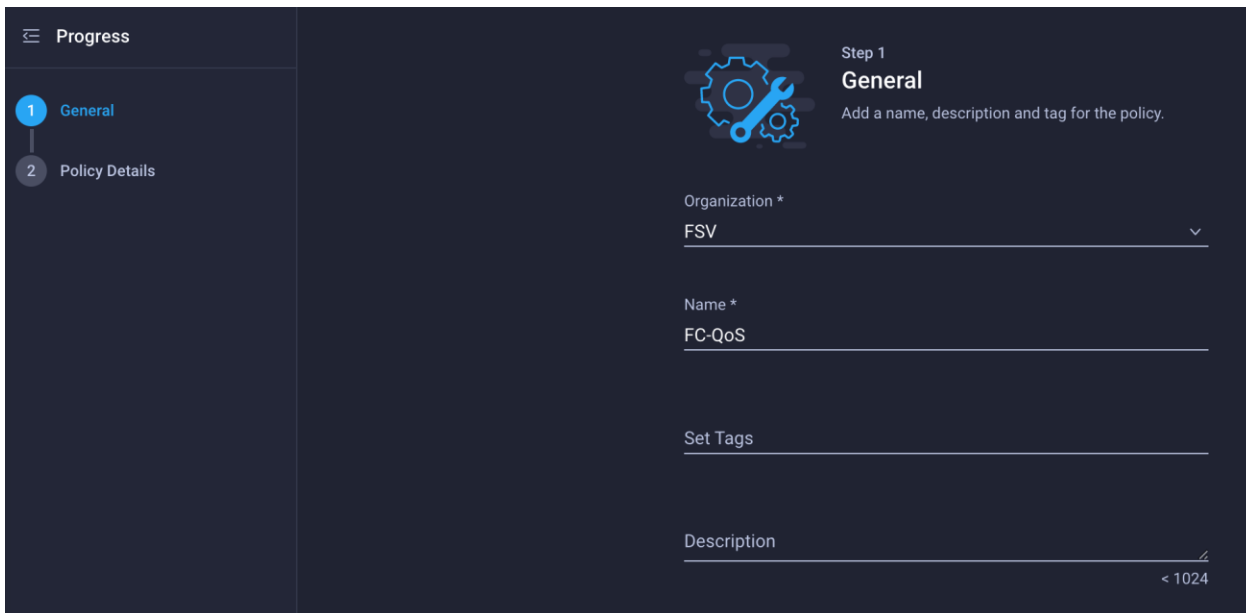 Progress
1 General
2 Policy Details
Step 1
General
Add a name, description and tag for the policy.
Organization *
FSV
Name *
FC-QoS
Set Tags
Description
< 1024